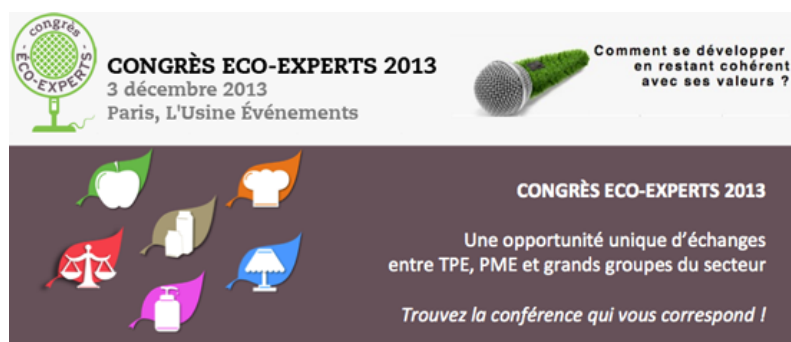 congrès
ÉCO-EXPERTS
CONGRÈS ECO-EXPERTS 2013
3 décembre 2013
Paris, L'Usine Événements
Comment se développer
en restant cohérent
avec ses valeurs ?
CONGRÈS ECO-EXPERTS 2013
Une opportunité unique d'échanges
entre TPE, PME et grands groupes du secteur
Trouvez la conférence qui vous correspond !